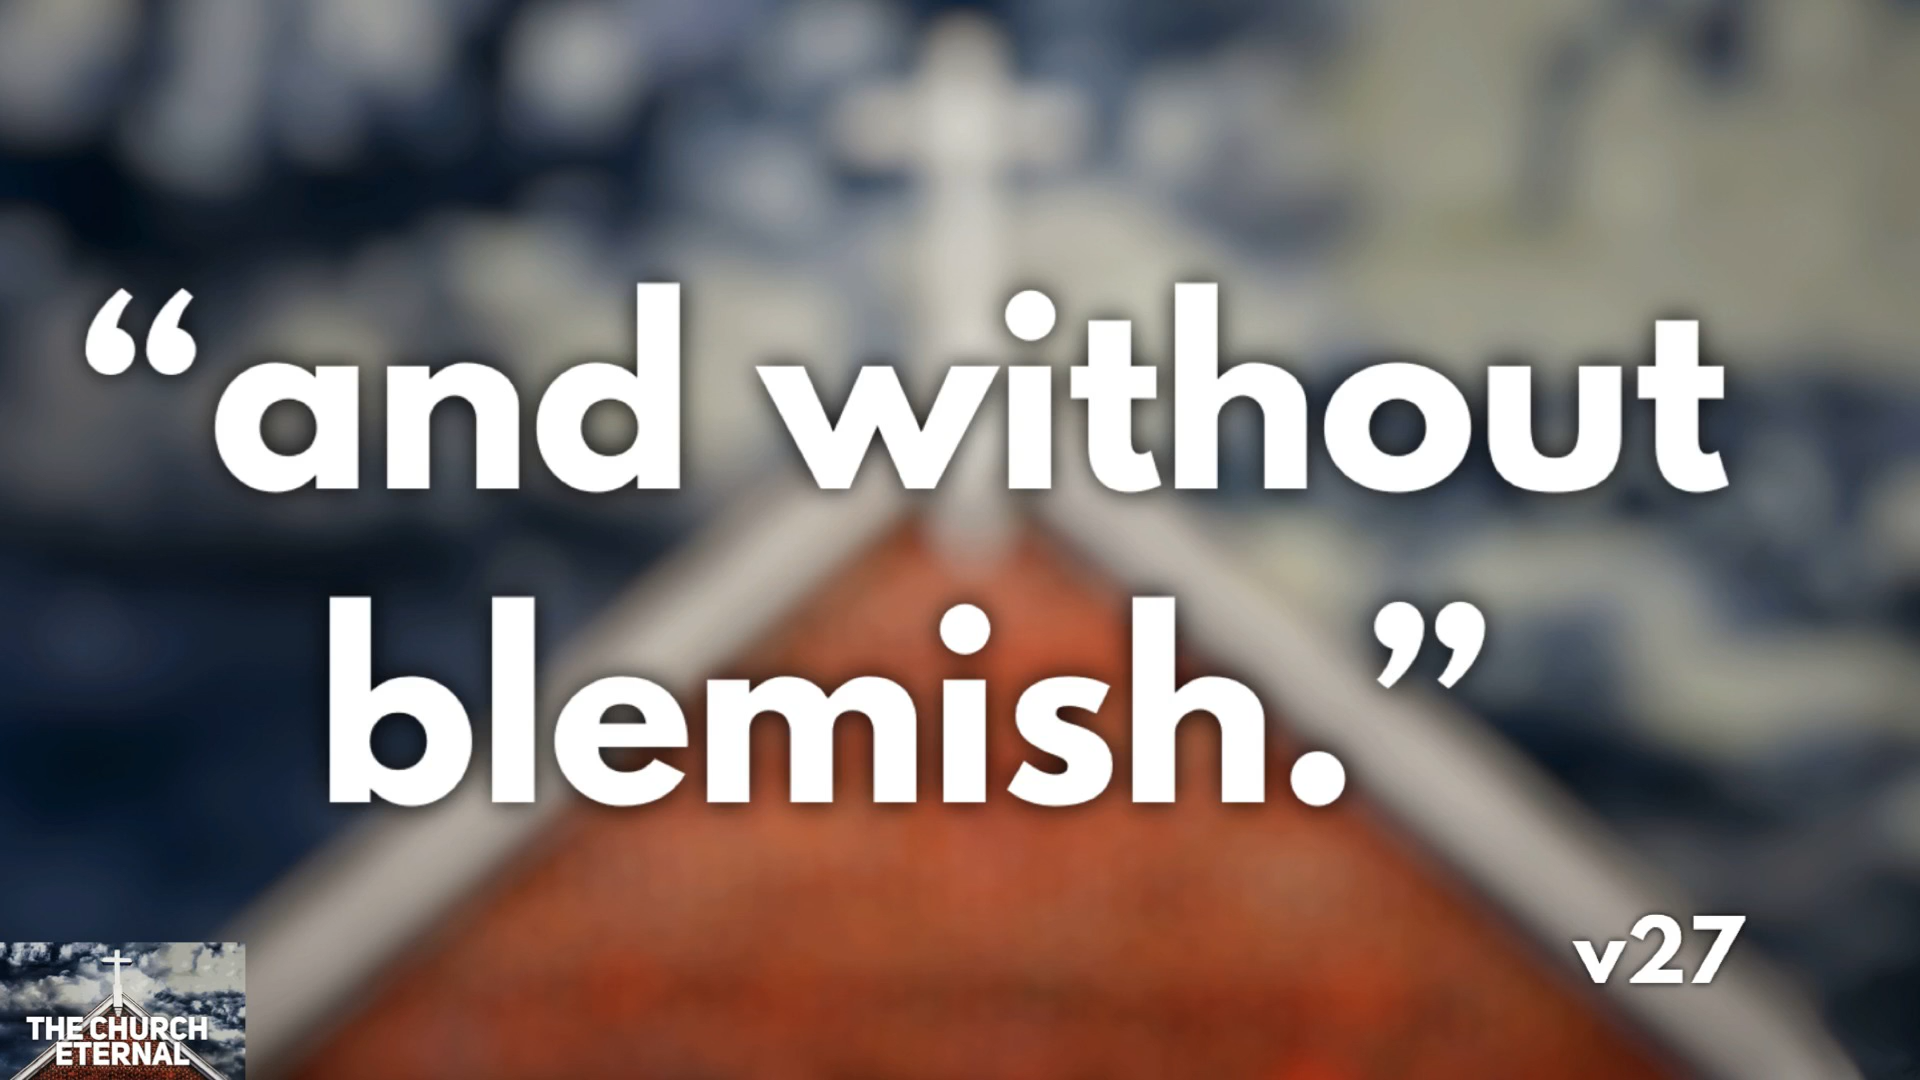 “and without
blemish.”
v27
THE CHURCH
ETERNAL